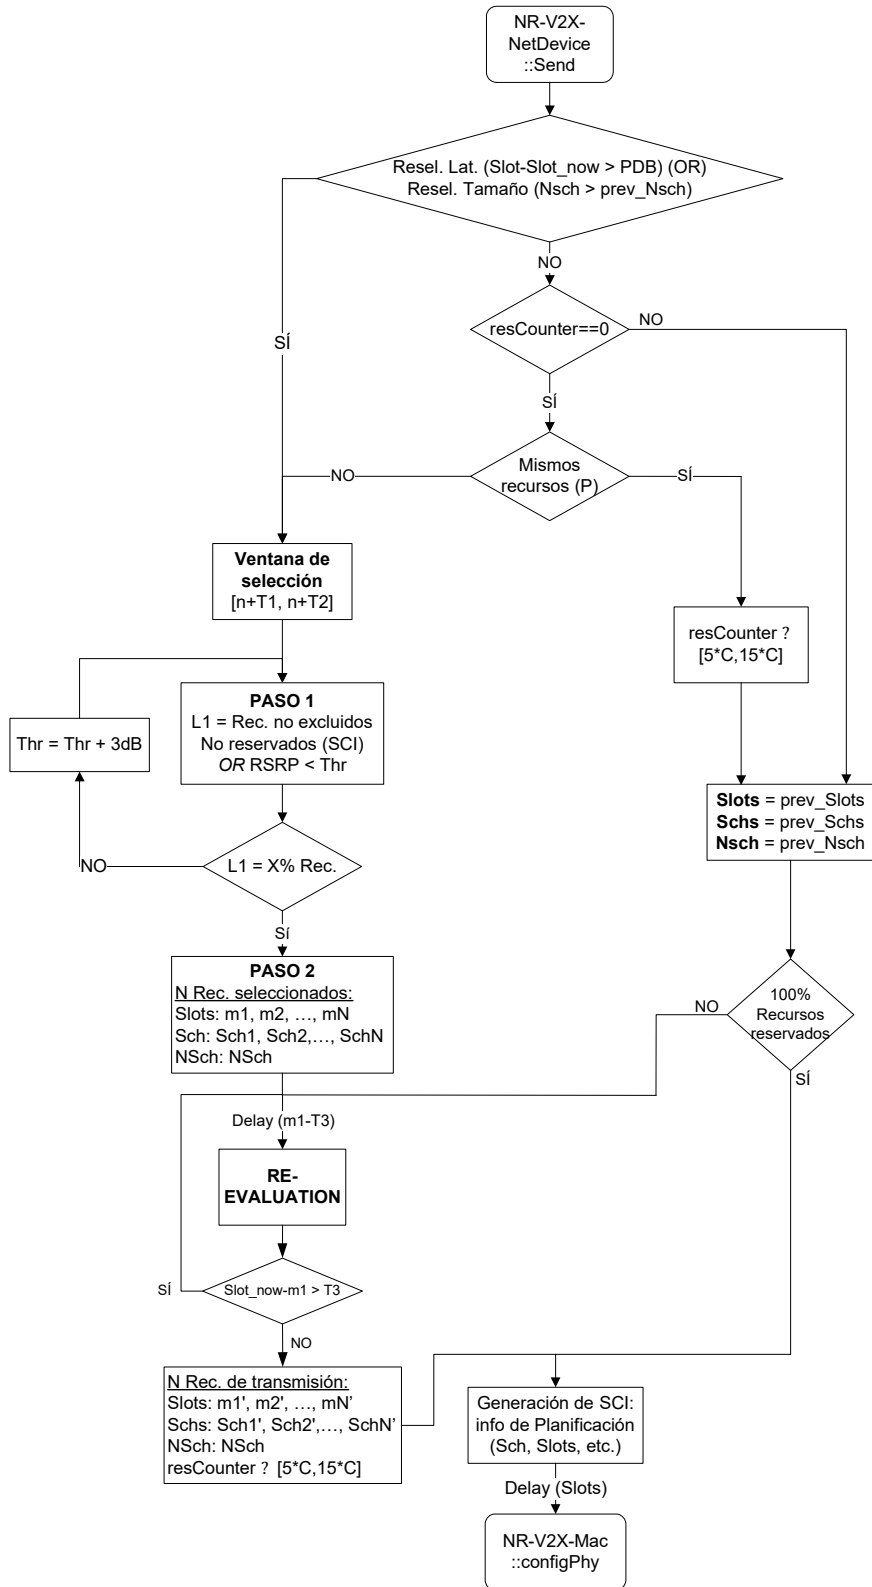 NR-V2X-
NetDevice
::Send
Resel. Lat. (Slot-Slot_now > PDB) (OR)
Resel. Tamaño (Nsch > prev_Nsch)
NO
SÍ
resCounter==0
NO
SÍ
Mismos
recursos (P)
NO
SÍ
Ventana de
selección
[n+T1, n+T2]
resCounter ?
[5*C,15*C]
PASO 1
L1 = Rec. no excluidos
No reservados (SCI)
OR RSRP < Thr
Thr = Thr + 3dB
Slots = prev_Slots
Schs = prev_Schs
Nsch = prev_Nsch
L1 = X% Rec.
NO
Sí
PASO 2
N Rec. seleccionados:
Slots: m1, m2, …, mN
Sch: Sch1, Sch2,…, SchN
NSch: NSch
100%
Recursos
reservados
NO
SÍ
Delay (m1-T3)
RE-
EVALUATION
Slot_now-m1 > T3
SÍ
NO
N Rec. de transmisión:
Slots: m1', m2', …, mN’
Schs: Sch1', Sch2',…, SchN’
NSch: NSch
resCounter ? [5*C,15*C]
Generación de SCI:
info de Planificación
(Sch, Slots, etc.)
Delay (Slots)
NR-V2X-Mac
::configPhy